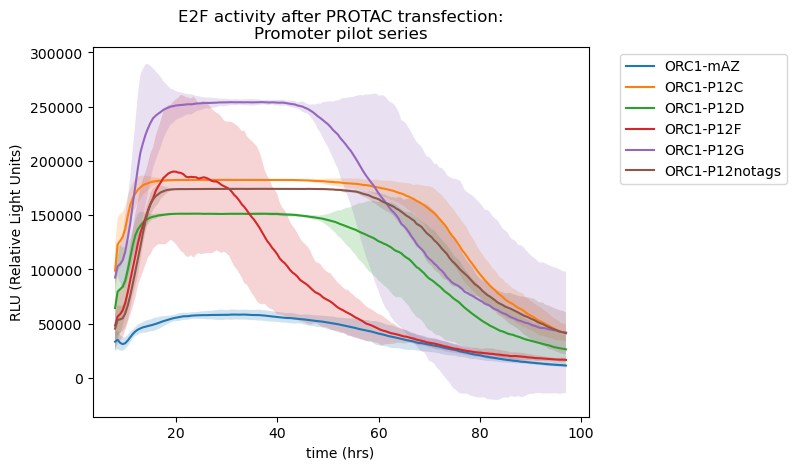 E2F activity after PROTAC transfection:
Promoter pilot series
RLU (Relative Light Units)
300000
250000
200000
150000
100000
50000
0
20
40
60
80
100
time (hrs)
ORC1-mAZ
ORC1-P12C
ORC1-P12D
ORC1-P12F
ORC1-P12G
ORC1-P12notags